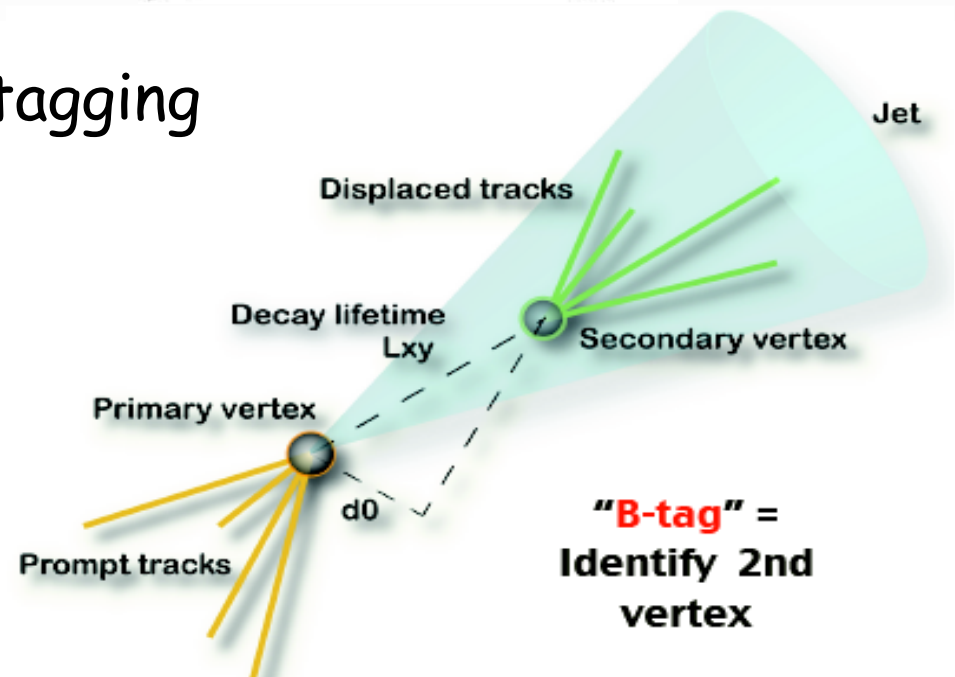 tagging
Jet
Displaced tracks
Decay lifetime
Lxy
Secondary vertex
Primary vertex
d0
“B-tag” =
Identify 2nd
vertex
Prompt tracks